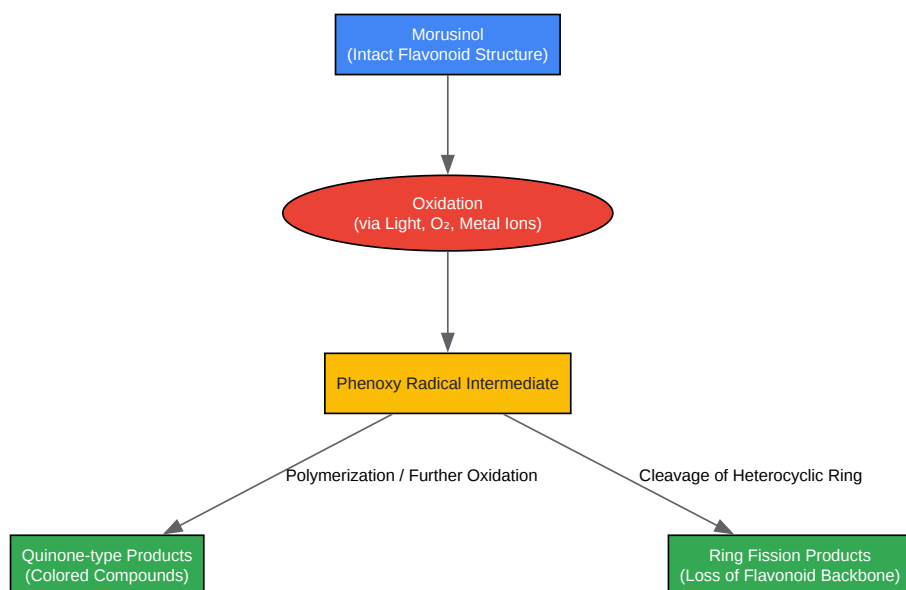 Morusinol
(Intact Flavonoid Structure)
Oxidation
(via Light, O₂, Metal Ions)
Phenoxy Radical Intermediate
Polymerization / Further Oxidation
Cleavage of Heterocyclic Ring
Quinone-type Products
(Colored Compounds)
Ring Fission Products
(Loss of Flavonoid Backbone)